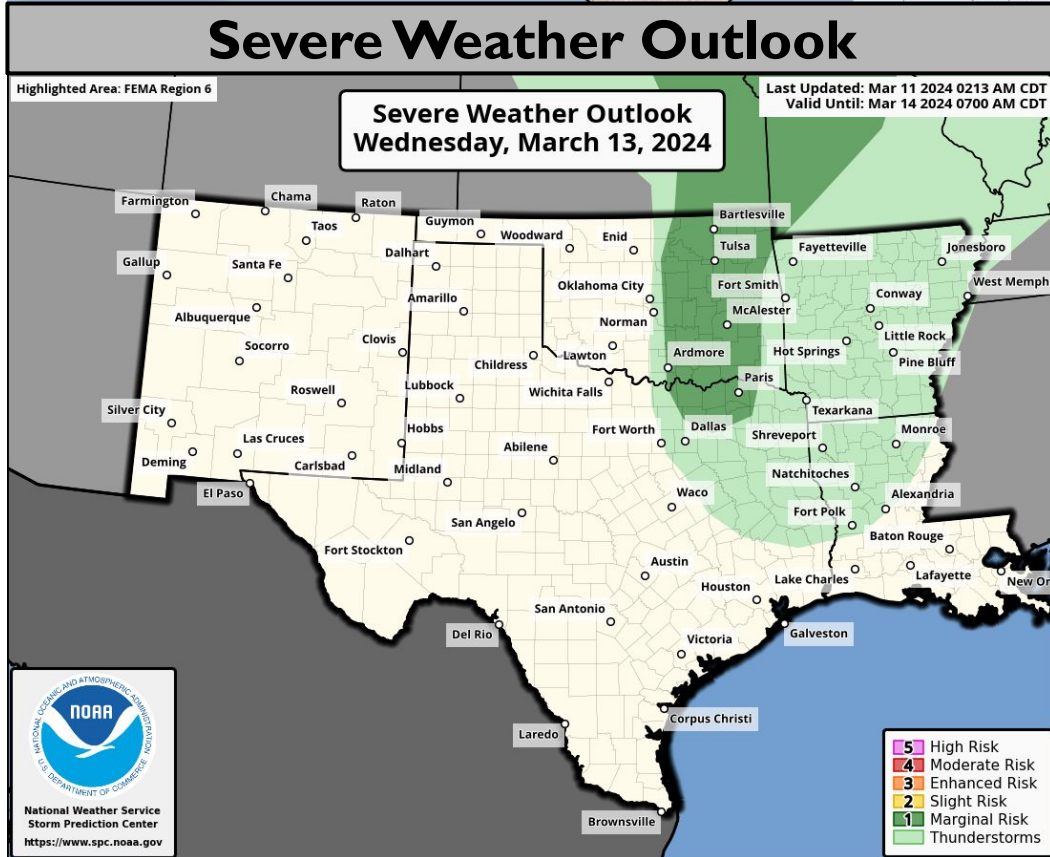 Severe Weather Outlook
Highlighted Area: FEMA Region 6
Last Updated: Mar 11 2024 0213 AM CDT
Valid Until: Mar 14 2024 0700 AM CDT
Severe Weather Outlook
Wednesday, March 13, 2024
Farmington
Chama
Raton
Taos
Guymon
Woodward
Enid
Bartlesville
Tulsa
Fayetteville
Jonesboro
Gallup
Santa Fe
Dalhart
Oklahoma City
Fort Smith
West Memph
Albuquerque
Amarillo
Norman
McAlester
Conway
Socorro
Clovis
Childress
Lawton
Ardmore
Hot Springs
Little Rock
Pine Bluff
Roswell
Lubbock
Wichita Falls
Paris
Texarkana
Silver City
Las Cruces
Hobbs
Abilene
Fort Worth
Dallas
Shreveport
Monroe
Deming
Carlsbad
Midland
Natchitoches
El Paso
San Angelo
Waco
Fort Polk
Alexandria
Fort Stockton
Baton Rouge
Austin
Houston
Lake Charles
Lafayette
New Or
San Antonio
Del Rio
Victoria
Galveston
Laredo
Corpus Christi
Brownsville
NATIONAL OCEANIC AND ATMOSPHERIC ADMINISTRATION
NOAA
U.S. DEPARTMENT OF COMMERCE
National Weather Service
Storm Prediction Center
https://www.spc.noaa.gov
5 High Risk
4 Moderate Risk
3 Enhanced Risk
2 Slight Risk
1 Marginal Risk
Thunderstorms